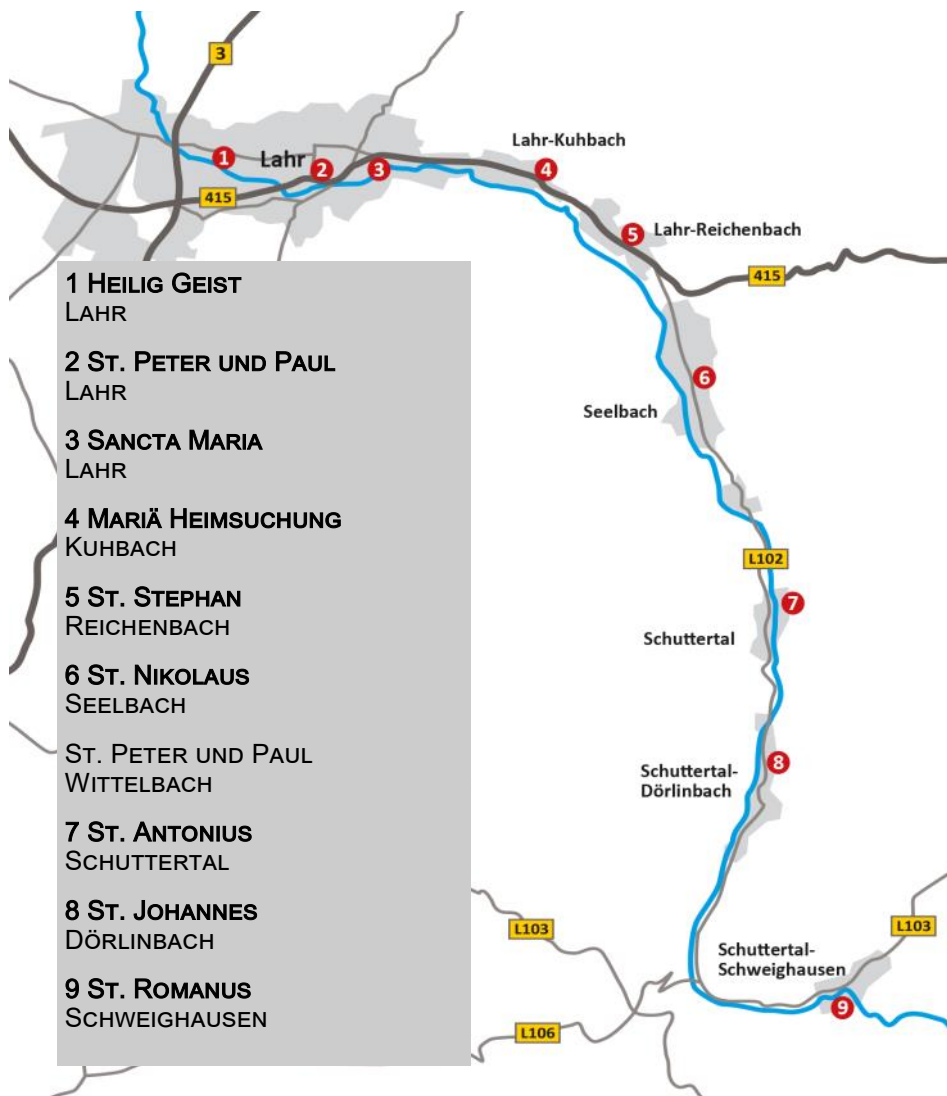 3
Lahr-Kuhbach
1
Lahr
2
3
4
415
5
Lahr-Reichenbach
415
1 HEILIG GEIST
LAHR
2 ST. PETER UND PAUL
LAHR
3 SANCTA MARIA
LAHR
4 MARIÄ HEIMSUCHUNG
KUHBACH
5 ST. STEPHAN
REICHENBACH
6 ST. NIKOLAUS
SEELBACH
ST. PETER UND PAUL
WITTELBACH
7 ST. ANTONIUS
SCHUTTERTAL
8 ST. JOHANNES
DÖRLINBACH
9 ST. ROMANUS
SCHWEIGHAUSEN
6
Seelbach
L102
7
Schuttertal
8
Schuttertal-
Dörlinbach
L103
L103
Schuttertal-
Schweighausen
9
L106